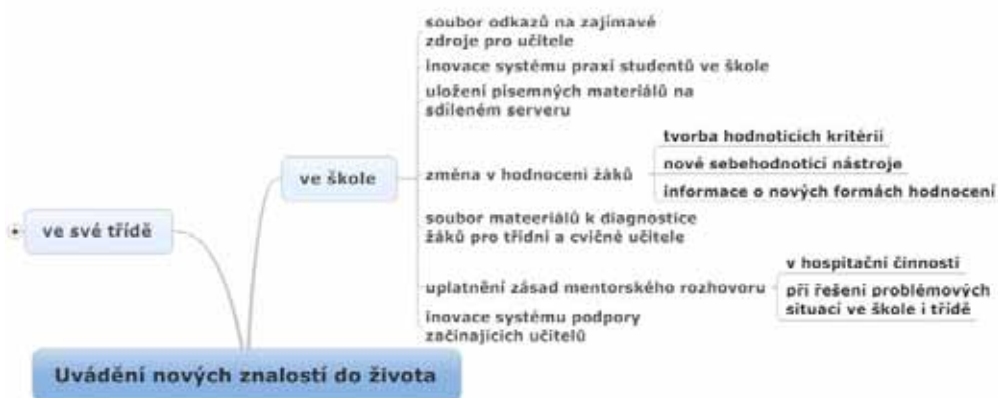 soubor odkazů na zajímavé
zdroje pro učitele
inovace systému praxí studentů ve škole
uložení písemných materiálů na
sdíleném serveru
změna v hodnocení žáků
tvorba hodnotících kritérií
nové sebehodnotící nástroje
informace o nových formách hodnocení
soubor mateeriálů k diagnostice
žáků pro třídní a cvičné učitele
uplatnění zásad mentorského rozhovoru
v hospitační činnosti
při řešení problémových
situací ve škole i třídě
inovace systému podpory
začínajících učitelů
ve škole
ve své třídě
Uvádění nových znalostí do života